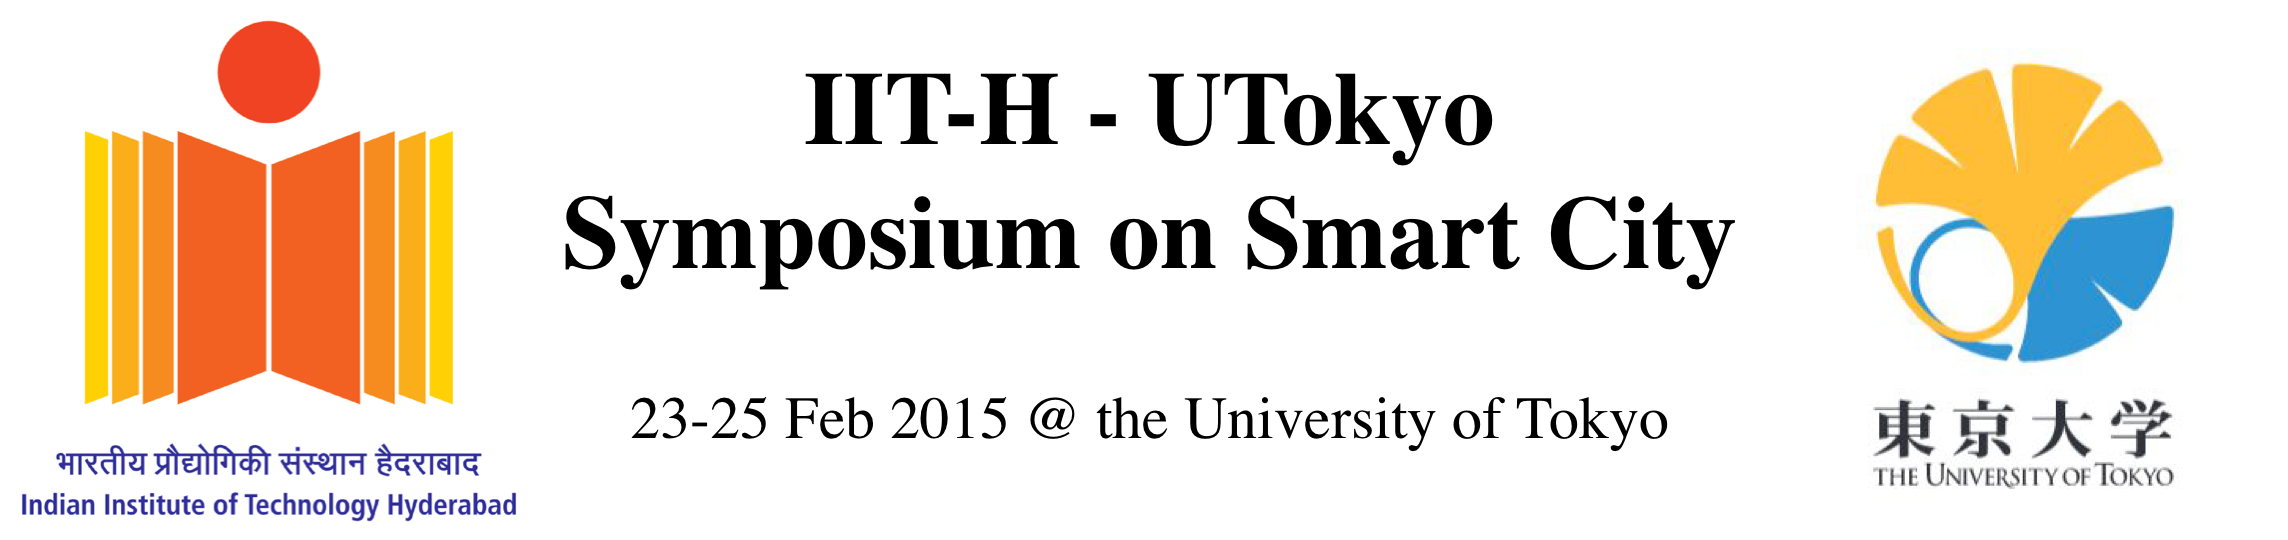 IIT-H - UTokyo
Symposium on Smart City
23-25 Feb 2015 @ the University of Tokyo
भारतीय प्रौद्योगिकी संस्थान हैदराबाद
Indian Institute of Technology Hyderabad
東京大学
THE UNIVERSITY OF TOKYO